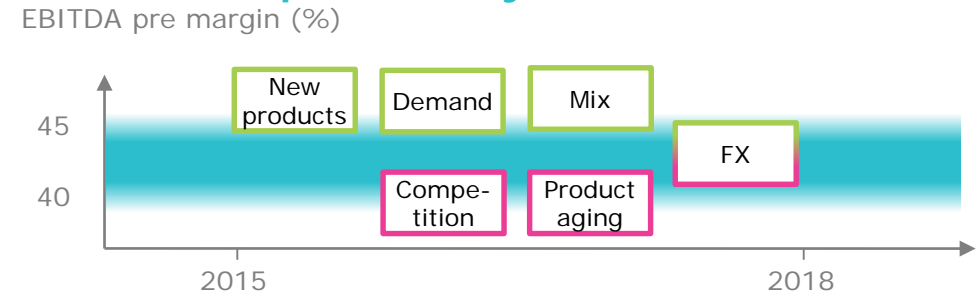 EBITDA pre margin (%)
New
products
Demand
Mix
45
FX
40
Compe-
tition
Product
aging
2015
2018